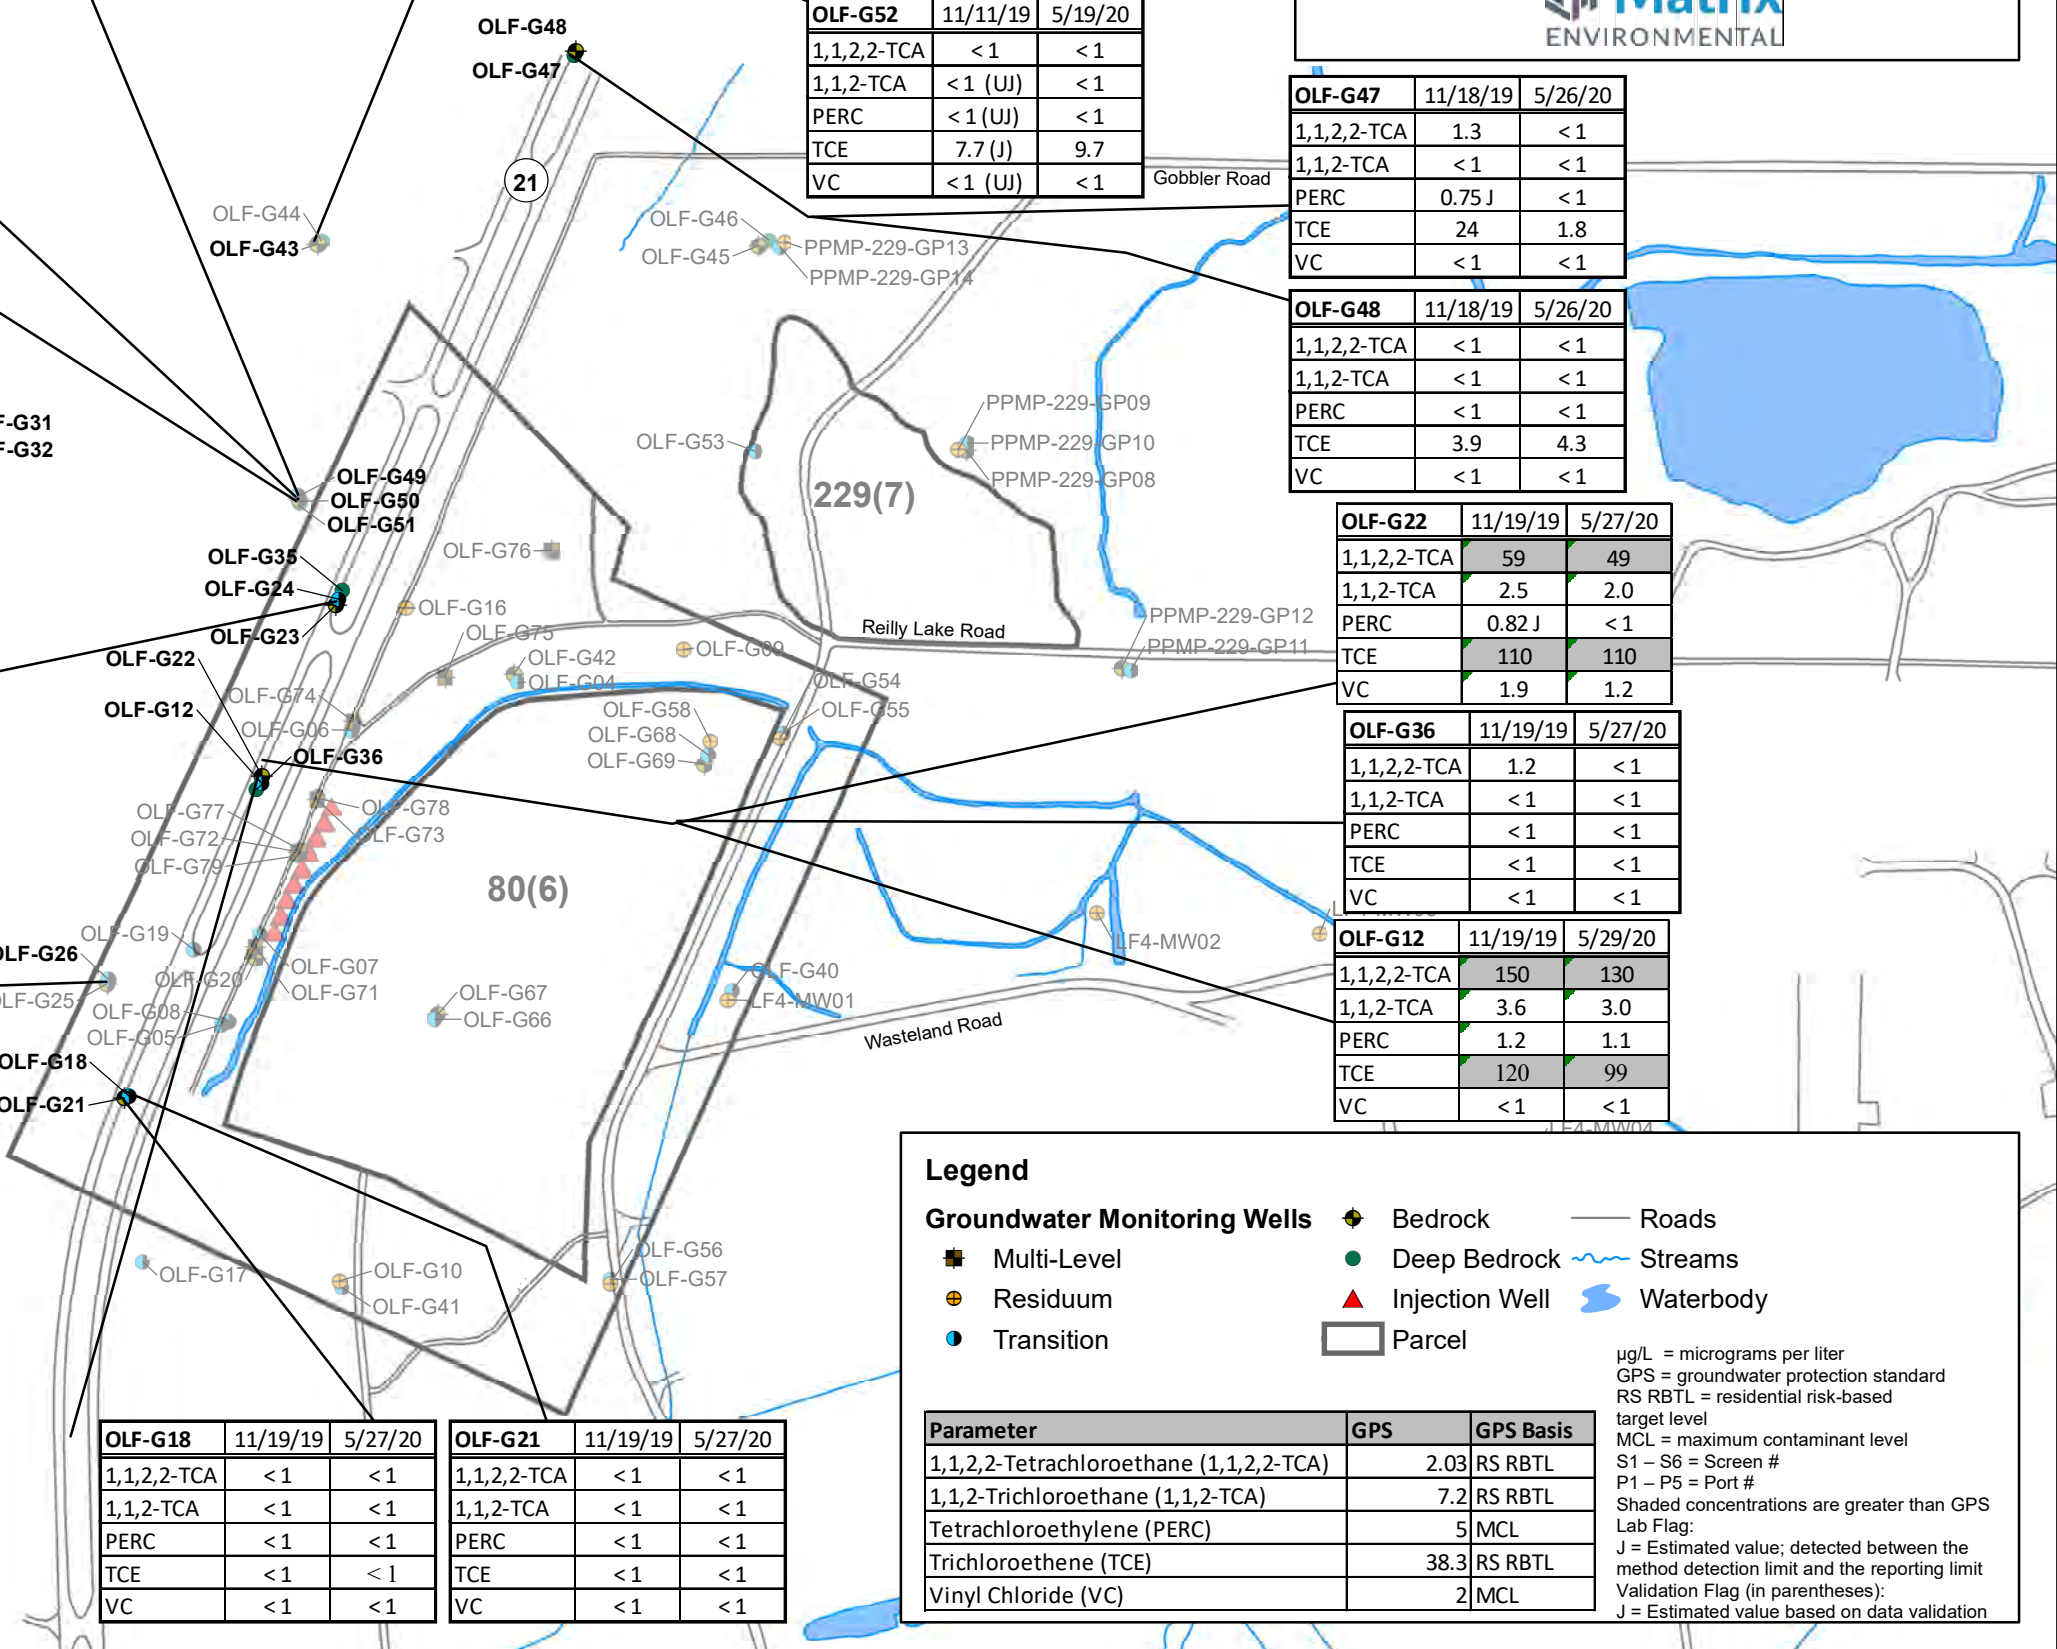 Matrix
ENVIRONMENTAL
OLF-G52 11/11/19 5/19/20
1,1,2,2-TCA < 1 < 1
1,1,2-TCA < 1 (UJ) < 1
PERC < 1 (UJ) < 1
TCE 7.7 (J) 9.7
VC < 1 (UJ) < 1
OLF-G47 11/18/19 5/26/20
1,1,2,2-TCA 1.3 < 1
1,1,2-TCA < 1 < 1
PERC 0.75 J < 1
TCE 24 1.8
VC < 1 < 1
OLF-G48 11/18/19 5/26/20
1,1,2,2-TCA < 1 < 1
1,1,2-TCA < 1 < 1
PERC < 1 < 1
TCE 3.9 4.3
VC < 1 < 1
OLF-G22 11/19/19 5/27/20
1,1,2,2-TCA 59 49
1,1,2-TCA 2.5 2.0
PERC 0.82 J < 1
TCE 110 110
VC 1.9 1.2
OLF-G36 11/19/19 5/27/20
1,1,2,2-TCA 1.2 < 1
1,1,2-TCA < 1 < 1
PERC < 1 < 1
TCE < 1 < 1
VC < 1 < 1
OLF-G12 11/19/19 5/29/20
1,1,2,2-TCA 150 130
1,1,2-TCA 3.6 3.0
PERC 1.2 1.1
TCE 120 99
VC < 1 < 1
OLF-G48
OLF-G47
21
Gobbler Road
OLF-G44
OLF-G43
OLF-G46
OLF-G45
PPMP-229-GP13
PPMP-229-GP14
F-G31
F-G32
OLF-G53
PPMP-229-GP09
PPMP-229-GP10
PPMP-229-GP08
229(7)
OLF-G49
OLF-G50
OLF-G51
OLF-G35
OLF-G24
OLF-G23
OLF-G76
OLF-G16
OLF-G75
Reilly Lake Road
PPMP-229-GP12
PPMP-229-GP11
OLF-G22
OLF-G42
OLF-G04
OLF-G09
OLF-G12
OLF-G74
OLF-G06
OLF-G54
OLF-G55
OLF-G58
OLF-G68
OLF-G69
OLF-G36
OLF-G77
OLF-G72
OLF-G79
OLF-G78
OLF-G73
80(6)
OLF-G19
OLF-G26
OLF-G25
OLF-G20
OLF-G07
OLF-G71
OLF-G08
OLF-G05
OLF-G67
OLF-G66
OLF-G40
LF4-MW01
LF4-MW02
Wasteland Road
LF4-MW04
OLF-G18
OLF-G21
OLF-G17
OLF-G10
OLF-G41
OLF-G56
OLF-G57
OLF-G18 11/19/19 5/27/20
1,1,2,2-TCA < 1 < 1
1,1,2-TCA < 1 < 1
PERC < 1 < 1
TCE < 1 < 1
VC < 1 < 1
OLF-G21 11/19/19 5/27/20
1,1,2,2-TCA < 1 < 1
1,1,2-TCA < 1 < 1
PERC < 1 < 1
TCE < 1 < 1
VC < 1 < 1
Legend
Groundwater Monitoring Wells
Multi-Level
Residuum
Transition
Bedrock
Deep Bedrock
Injection Well
Parcel
Roads
Streams
Waterbody
µg/L = micrograms per liter
GPS = groundwater protection standard
RS RBTL = residential risk-based
target level
MCL = maximum contaminant level
S1 – S6 = Screen #
P1 – P5 = Port #
Shaded concentrations are greater than GPS
Lab Flag:
J = Estimated value; detected between the
method detection limit and the reporting limit
Validation Flag (in parentheses):
J = Estimated value based on data validation
Parameter GPS GPS Basis
1,1,2,2-Tetrachloroethane (1,1,2,2-TCA) 2.03 RS RBTL
1,1,2-Trichloroethane (1,1,2-TCA) 7.2 RS RBTL
Tetrachloroethylene (PERC) 5 MCL
Trichloroethene (TCE) 38.3 RS RBTL
Vinyl Chloride (VC) 2 MCL